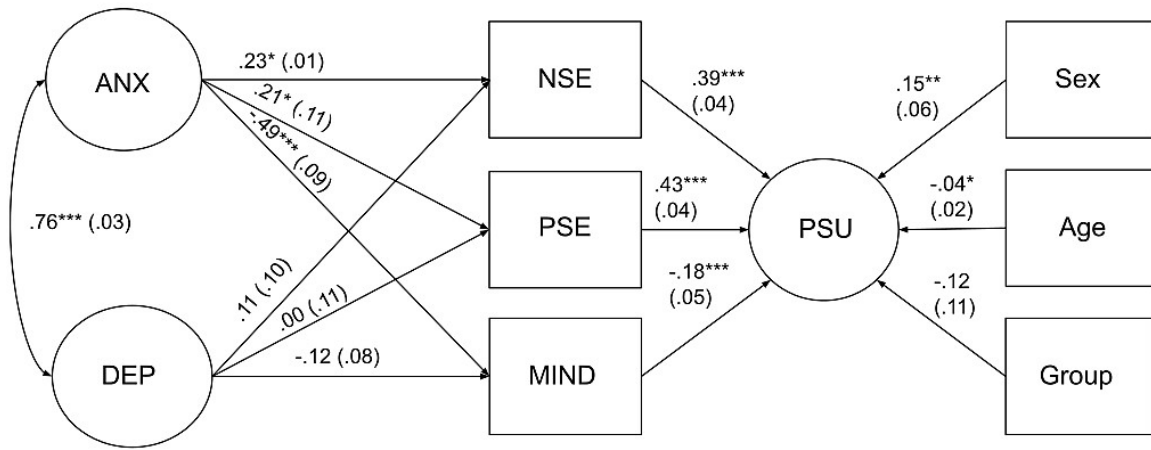 ANX
.23* (.01)
.21* (.11)
-.49*** (.09)
NSE
.39***
(.04)
.15**
(.06)
Sex
.76*** (.03)
PSE
.43***
(.04)
PSU
-.04*
(.02)
Age
.11 (.10)
.00 (.11)
-.12 (.08)
DEP
MIND
-.18***
(.05)
-.12
(.11)
Group